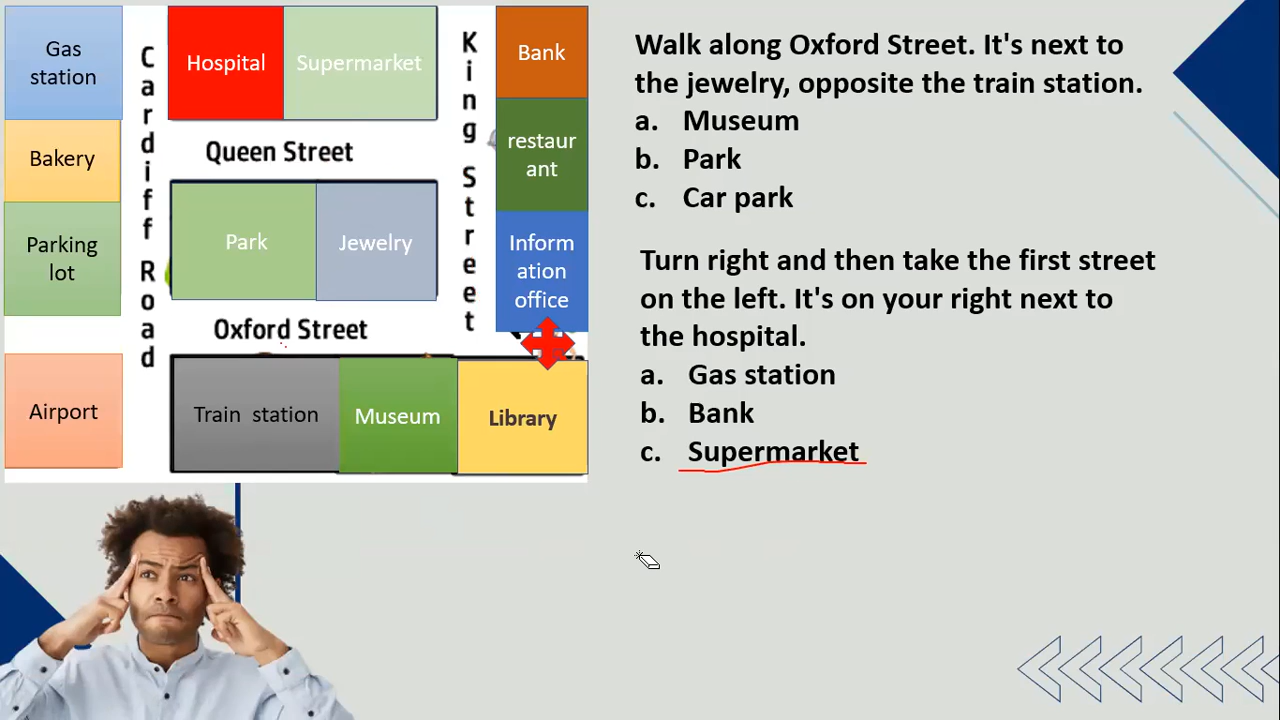 Gas
station
Bakery
Parking
lot
Airport
Cardiff Road
Hospital
Supermarket
Queen Street
Park
Jewelry
Oxford Street
Train station
Museum
Library
King Street
Bank
restaur
ant
Inform
ation
office
Walk along Oxford Street. It's next to
the jewelry, opposite the train station.
a. Museum
b. Park
c. Car park
Turn right and then take the first street
on the left. It's on your right next to
the hospital.
a. Gas station
b. Bank
c. Supermarket